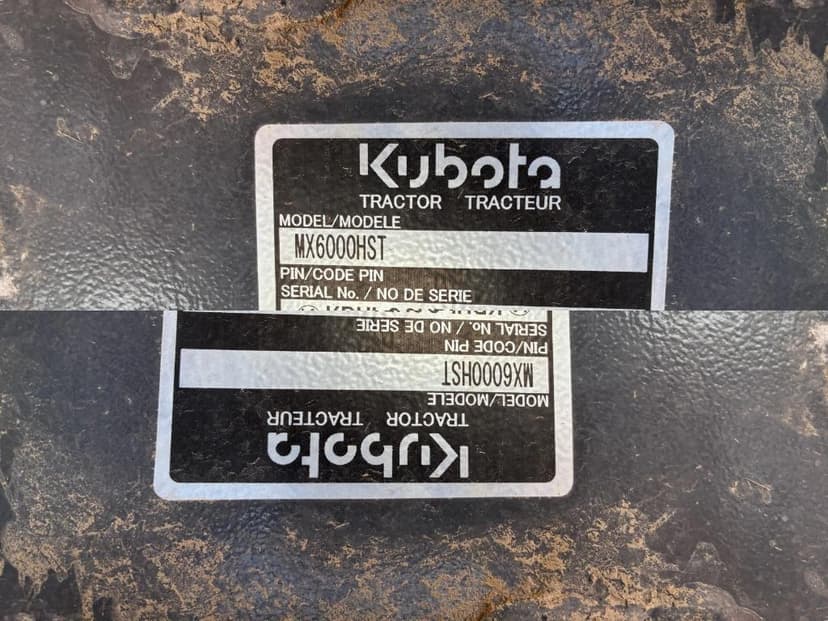 Kubota
TRACTOR TRACTEUR
MODEL/MODELE
MX6000HST
PIN/CODE PIN
SERIAL No. / NO DE SERIE
Kubota
TRACTOR TRACTEUR
MODEL/MODELE
MX6000HST
PIN/CODE PIN
SERIAL No. / NO DE SERIE